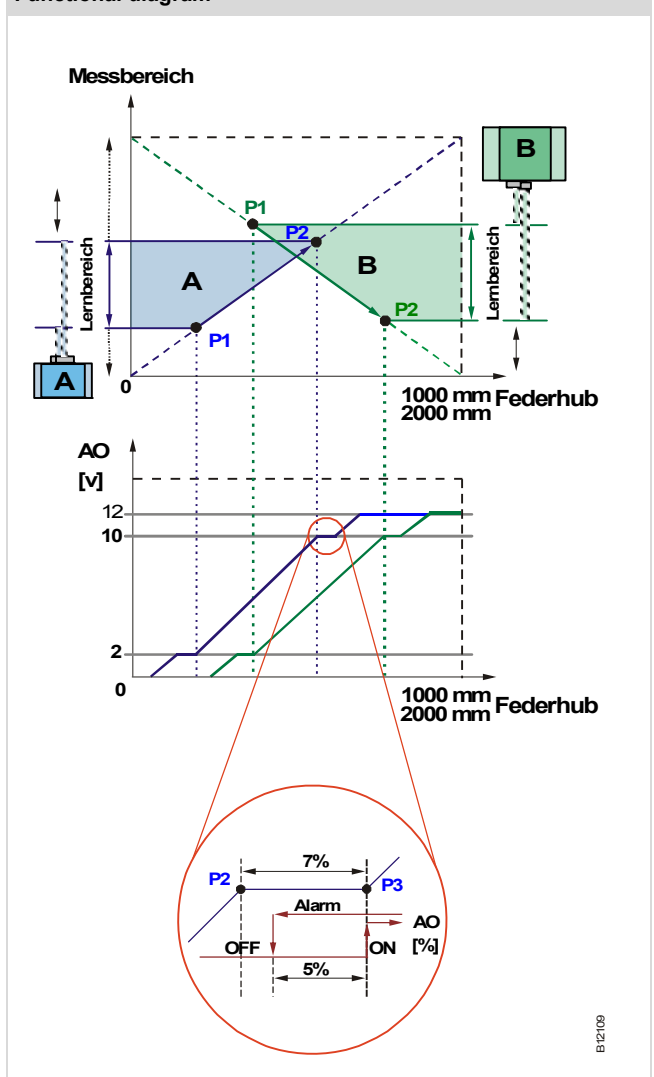 Functional diagram
Messbereich
B
P1
P2
Lernbereich
A
B
Lernbereich
P2
P1
A
0
1000 mm
2000 mm Federhub
AO
[v]
12
10
2
0
1000 mm
2000 mm Federhub
7%
P2
P3
Alarm
AO
OFF
ON
[%]
5%
B12109